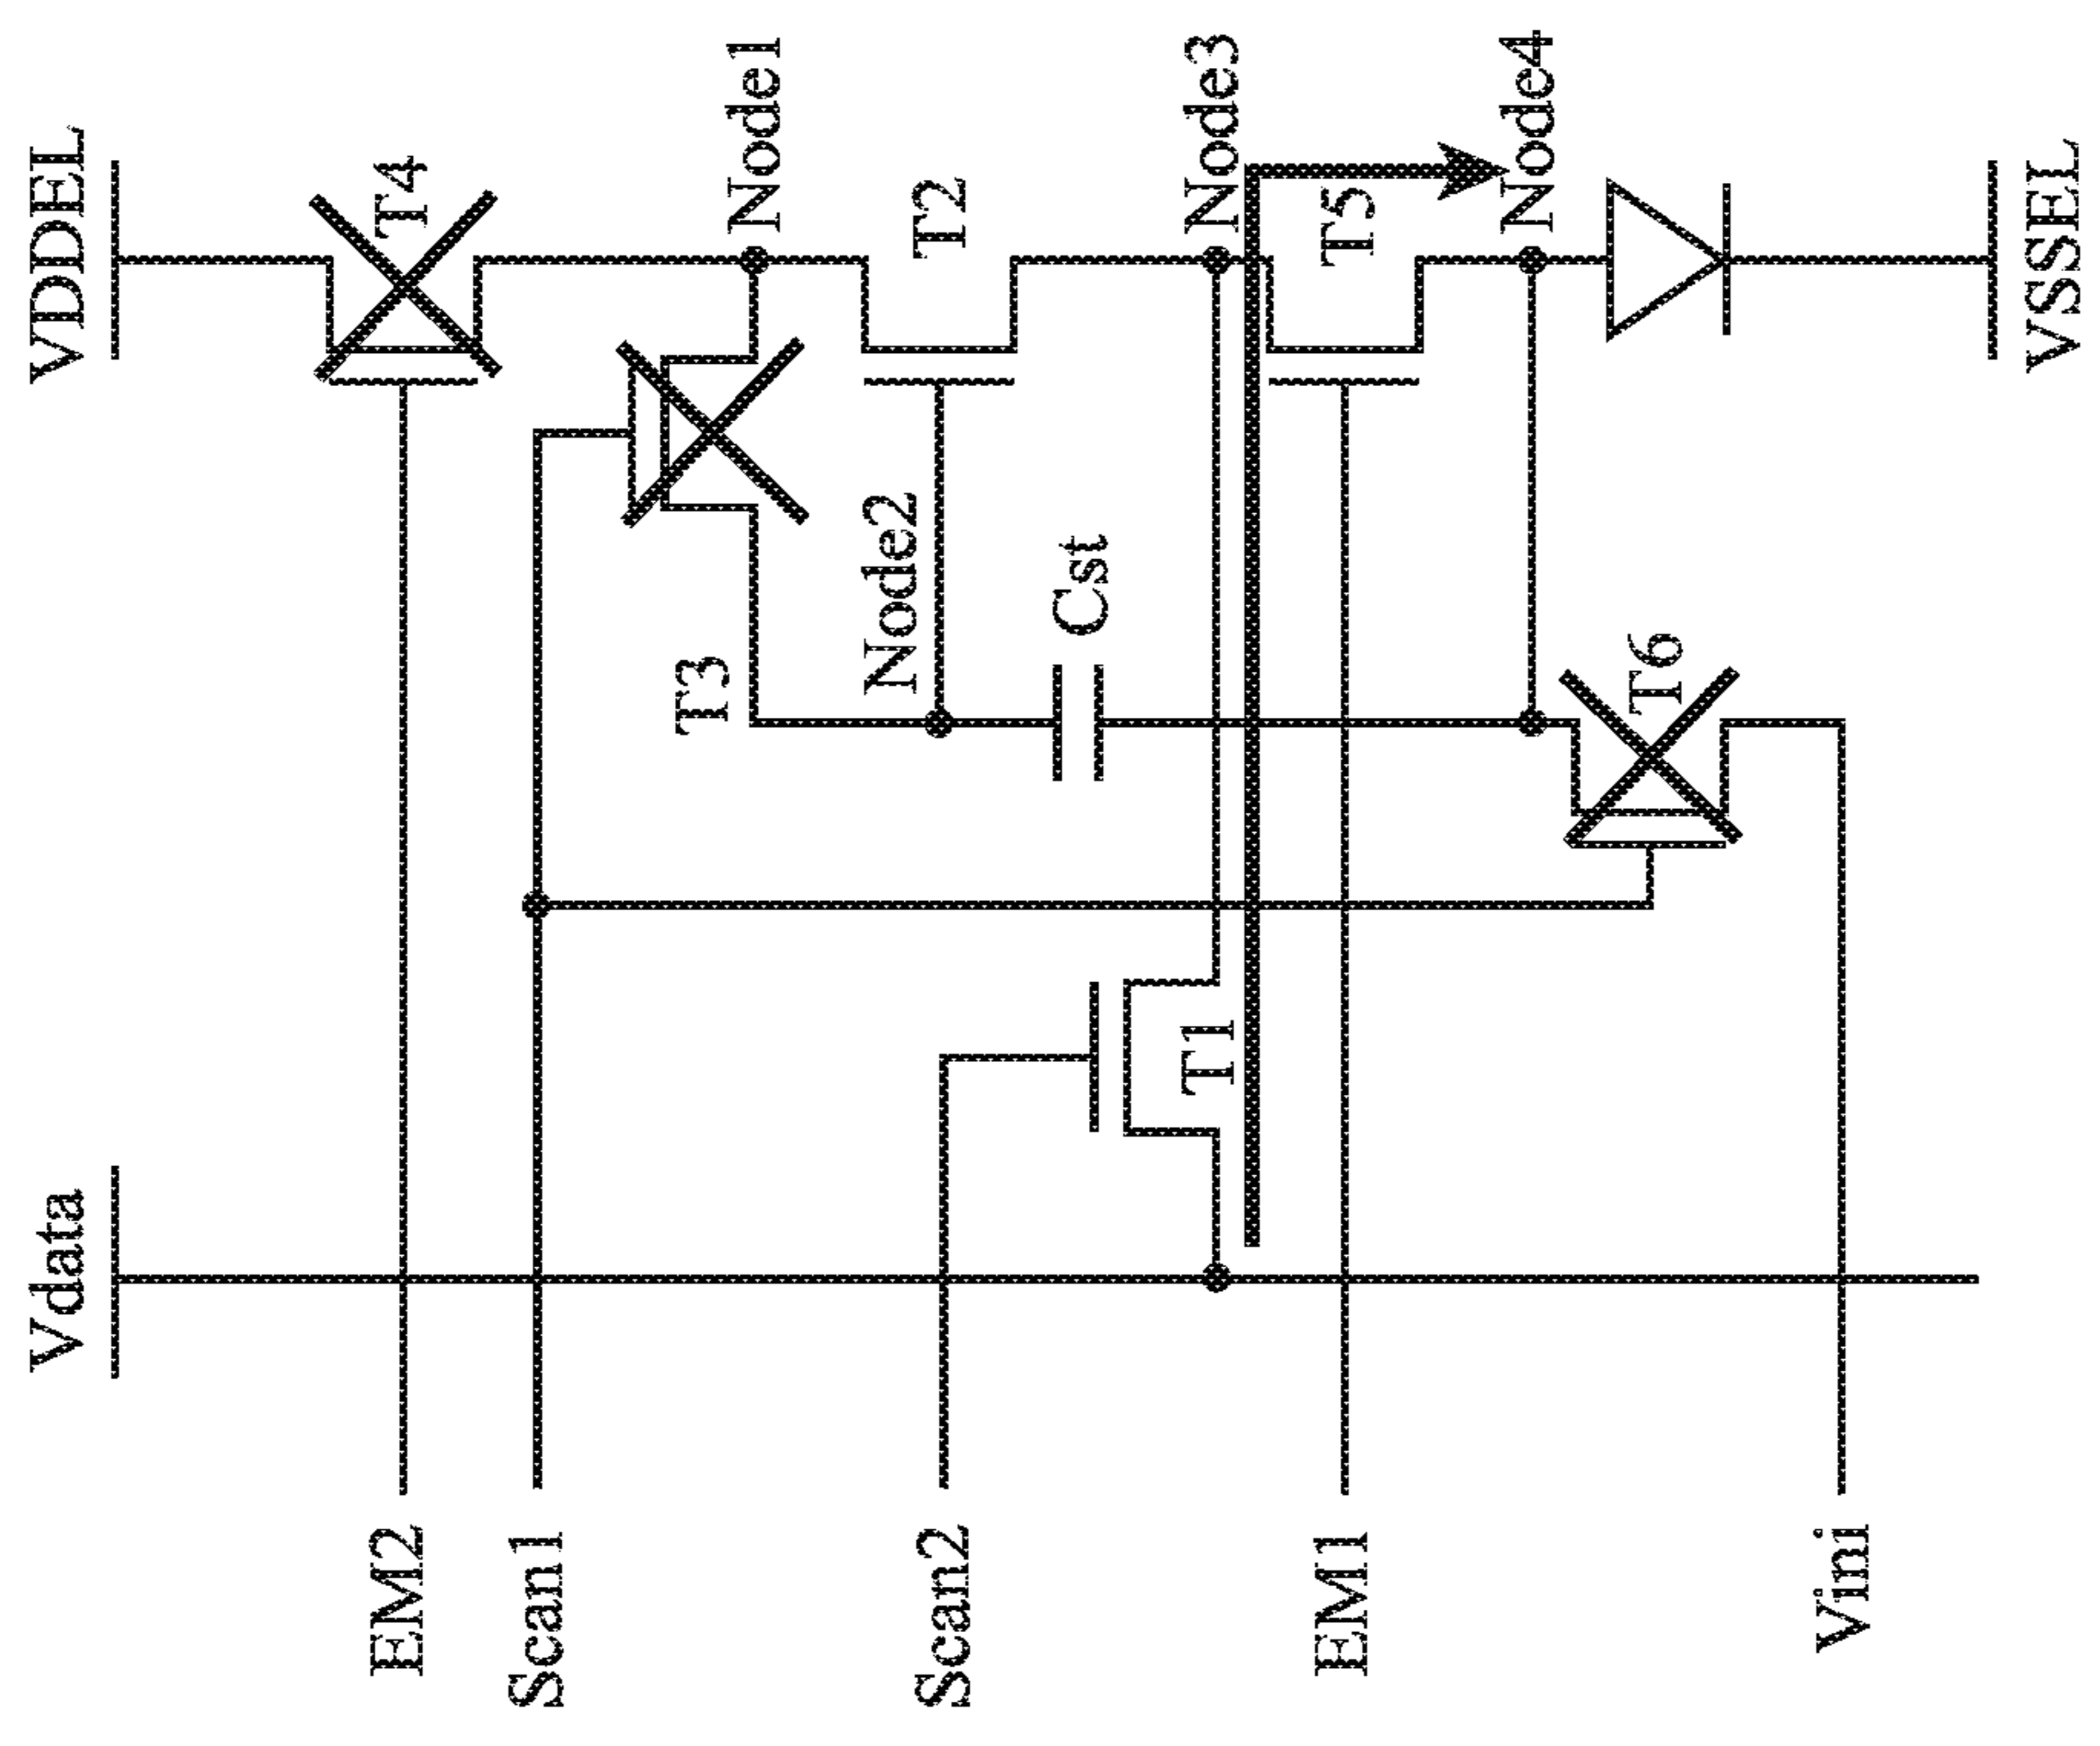 Vdata
VDDEL
T4
EM2
Scan1
T3
Node1
Node2
T2
Scan2
Cst
T1
Node3
EM1
T5
Node4
T6
Vini
VSSEL